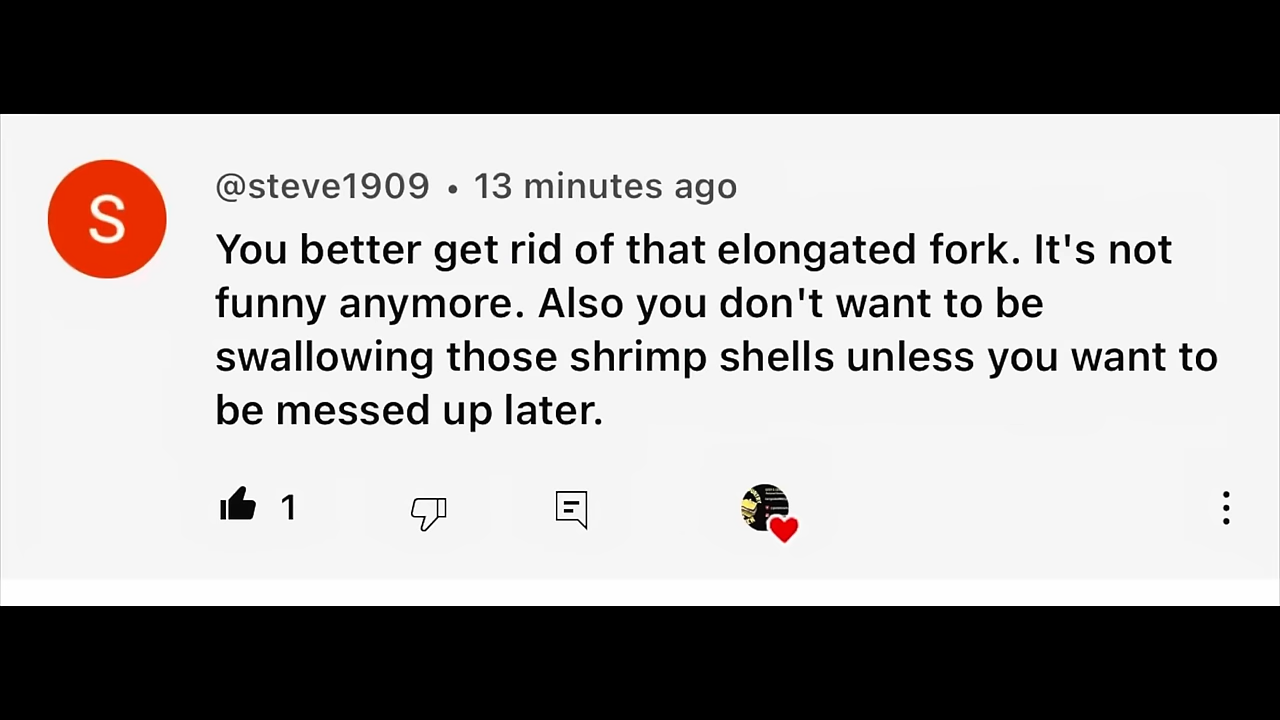 S
@steve1909 • 13 minutes ago
You better get rid of that elongated fork. It's not
funny anymore. Also you don't want to be
swallowing those shrimp shells unless you want to
be messed up later.
1